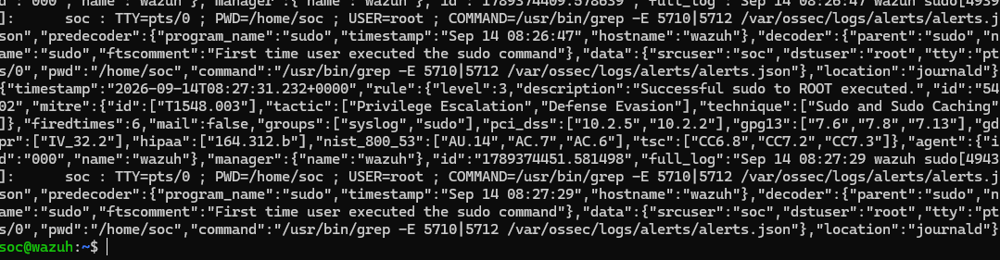 d":"000","name":"wazuh"},"manager":{"name":"wazuh"},"id":"1789374409.578639","full_log":"Sep 14 08:26:47 wazuh sudo[4939
]:      soc : TTY=pts/0 ; PWD=/home/soc ; USER=root ; COMMAND=/usr/bin/grep -E 5710|5712 /var/ossec/logs/alerts/alerts.j
son","predecoder":{"program_name":"sudo","timestamp":"Sep 14 08:26:47","hostname":"wazuh"},"decoder":{"parent":"sudo","n
ame":"sudo","ftscomment":"First time user executed the sudo command"},"data":{"srcuser":"soc","dstuser":"root","tty":"pt
s/0","pwd":"/home/soc","command":"/usr/bin/grep -E 5710|5712 /var/ossec/logs/alerts/alerts.json"},"location":"journald"}
{"timestamp":"2026-09-14T08:27:31.232+0000","rule":{"level":3,"description":"Successful sudo to ROOT executed.","id":"54
02","mitre":{"id":["T1548.003"],"tactic":["Privilege Escalation","Defense Evasion"],"technique":["Sudo and Sudo Caching"
]},"firedtimes":6,"mail":false,"groups":["syslog","sudo"],"pci_dss":["10.2.5","10.2.2"],"gpg13":["7.6","7.8","7.13"],"gd
pr":["IV_32.2"],"hipaa":["164.312.b"],"nist_800_53":["AU.14","AC.7","AC.6"],"tsc":["CC6.8","CC7.2","CC7.3"]},"agent":{"i
d":"000","name":"wazuh"},"manager":{"name":"wazuh"},"id":"1789374451.581498","full_log":"Sep 14 08:27:29 wazuh sudo[4943
]:      soc : TTY=pts/0 ; PWD=/home/soc ; USER=root ; COMMAND=/usr/bin/grep -E 5710|5712 /var/ossec/logs/alerts/alerts.j
son","predecoder":{"program_name":"sudo","timestamp":"Sep 14 08:27:29","hostname":"wazuh"},"decoder":{"parent":"sudo","n
ame":"sudo","ftscomment":"First time user executed the sudo command"},"data":{"srcuser":"soc","dstuser":"root","tty":"pt
s/0","pwd":"/home/soc","command":"/usr/bin/grep -E 5710|5712 /var/ossec/logs/alerts/alerts.json"},"location":"journald"}
soc@wazuh:~$